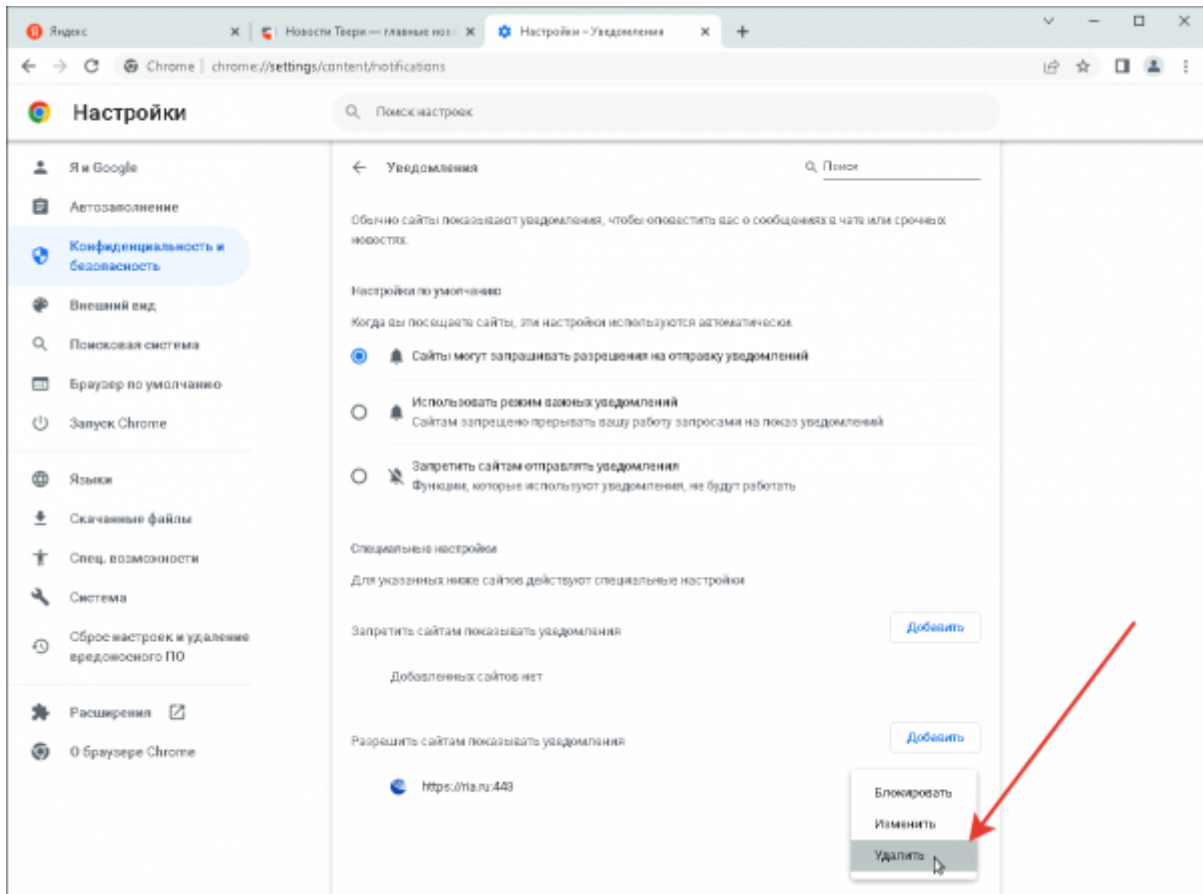 Яндекс
Новости Твери — главные нов
Настройки – Уведомления
Chrome | chrome://settings/content/notifications
Настройки
Поиск настроек
Я и Google
Автозаполнение
Конфиденциальность и
безопасность
Внешний вид
Поисковая система
Браузер по умолчанию
Запуск Chrome
Языки
Скачанные файлы
Спец. возможности
Система
Сброс настроек и удаление
вредоносного ПО
Расширения
О браузере Chrome
Уведомления
Поиск
Обычно сайты показывают уведомления, чтобы оповестить вас о сообщениях в чате или срочных
новостях.
Настройки по умолчанию
Когда вы посещаете сайты, эти настройки используются автоматически.
Сайты могут запрашивать разрешения на отправку уведомлений
Использовать режим важных уведомлений
Сайтам запрещено прерывать вашу работу запросами на показ уведомлений
Запретить сайтам отправлять уведомления
Функции, которые используют уведомления, не будут работать
Специальные настройки
Для указанных ниже сайтов действуют специальные настройки
Запретить сайтам показывать уведомления
Добавить
Добавленных сайтов нет
Разрешить сайтам показывать уведомления
Добавить
https://ria.ru:443
Блокировать
Изменить
Удалить